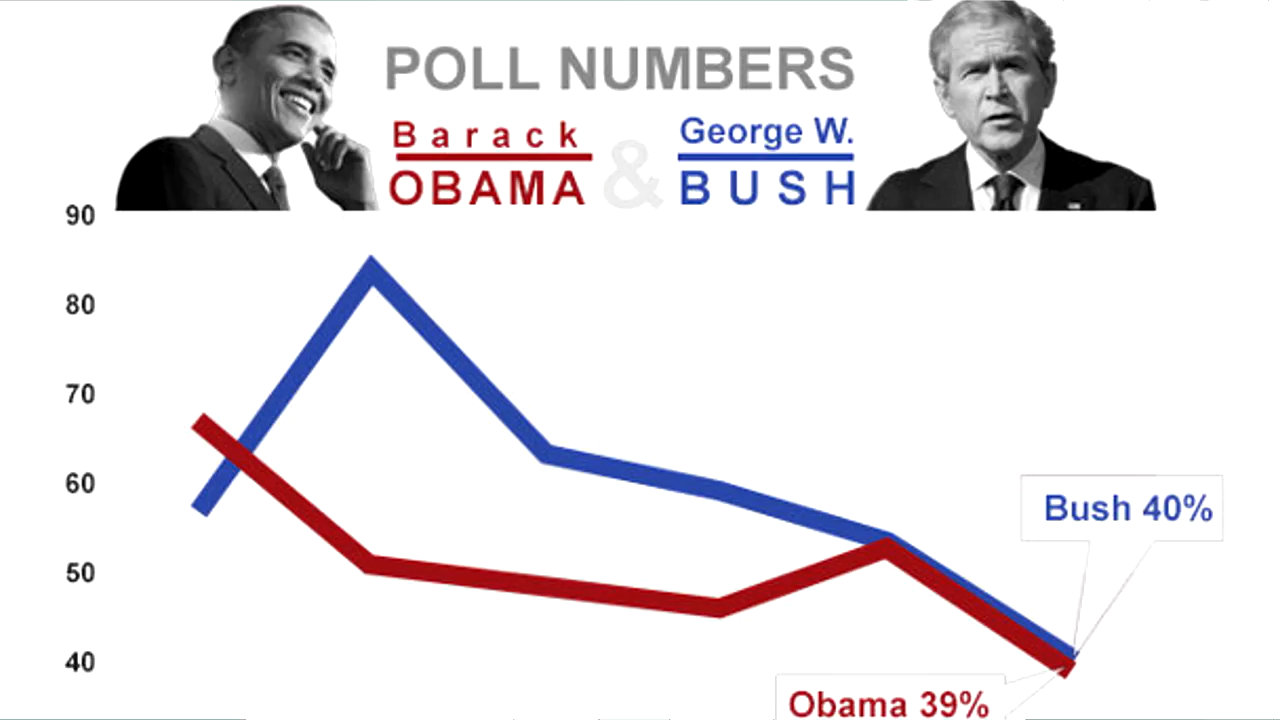 POLL NUMBERS
Barack
OBAMA
&
George W.
BUSH
90
80
70
60
50
40
Bush 40%
Obama 39%